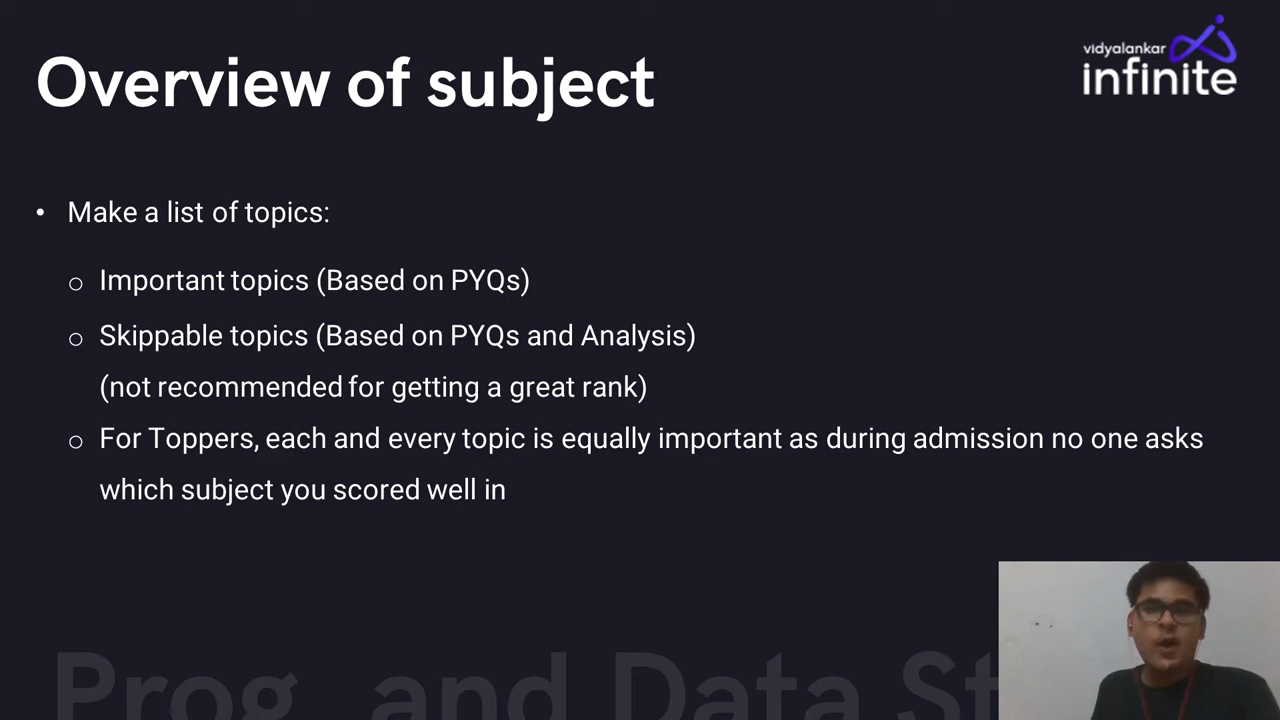 Overview of subject
vidyalankar
infinite
• Make a list of topics:
o Important topics (Based on PYQs)
o Skippable topics (Based on PYQs and Analysis)
(not recommended for getting a great rank)
o For Toppers, each and every topic is equally important as during admission no one asks
which subject you scored well in
Prog. and Data St